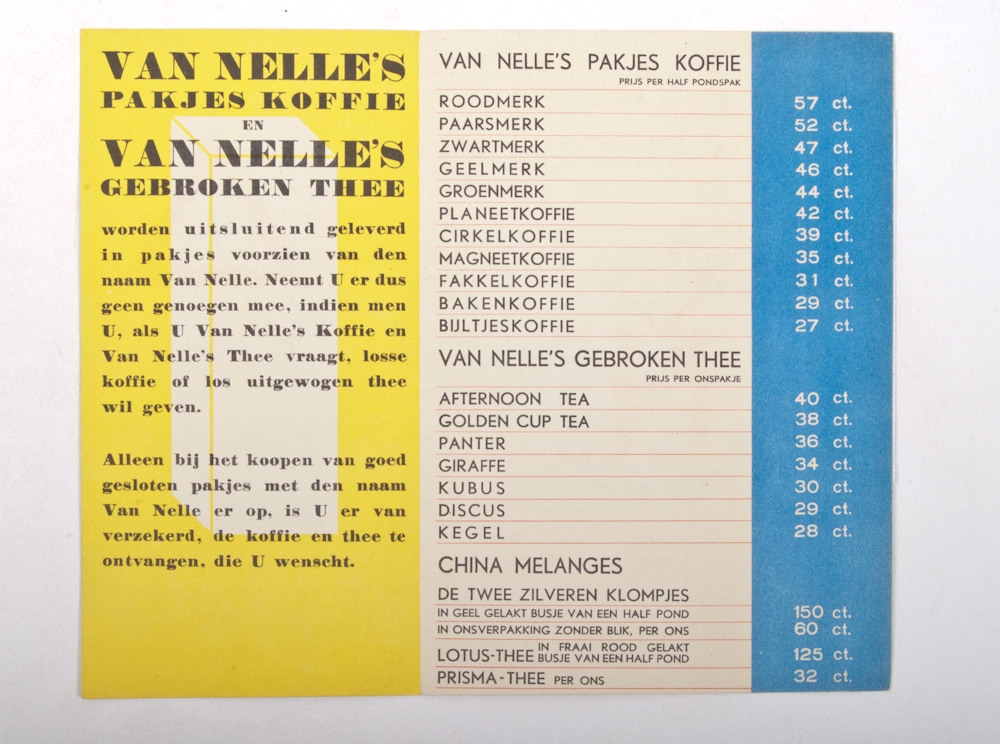 VAN NELLE'S
PAKJES KOFFIE
EN
VAN NELLE'S
GEBROKEN THEE
worden uitsluitend geleverd
in pakjes voorzien van den
naam Van Nelle. Neemt U er dus
geen genoegen mee, indien men
U, als U Van Nelle's Koffie en
Van Nelle's Thee vraagt, losse
koffie of los uitgewogen thee
wil geven.
Alleen bij het koopen van goed
gesloten pakjes met den naam
Van Nelle er op, is U er van
verzekerd, de koffie en thee te
ontvangen, die U wenscht.
VAN NELLE'S PAKJES KOFFIE
PRIJS PER HALF PONDSPAK
ROODMERK 57 ct.
PAARSMERK 52 ct.
ZWARTMERK 47 ct.
GEELMERK 46 ct.
GROENMERK 44 ct.
PLANEETKOFFIE 42 ct.
CIRKELKOFFIE 39 ct.
MAGNEETKOFFIE 35 ct.
FAKKELKOFFIE 31 ct.
BAKENKOFFIE 29 ct.
BIJLTJESKOFFIE 27 ct.
VAN NELLE'S GEBROKEN THEE
PRIJS PER ONSPAKJE
AFTERNOON TEA 40 ct.
GOLDEN CUP TEA 38 ct.
PANTER 36 ct.
GIRAFFE 34 ct.
KUBUS 30 ct.
DISCUS 29 ct.
KEGEL 28 ct.
CHINA MELANGES
DE TWEE ZILVEREN KLOMPJES
IN GEEL GELAKT BUSJE VAN EEN HALF POND 150 ct.
IN ONSVERPAKKING ZONDER BLIK, PER ONS 60 ct.
LOTUS-THEE IN FRAAI ROOD GELAKT
BUSJE VAN EEN HALF POND 125 ct.
PRISMA-THEE PER ONS 32 ct.